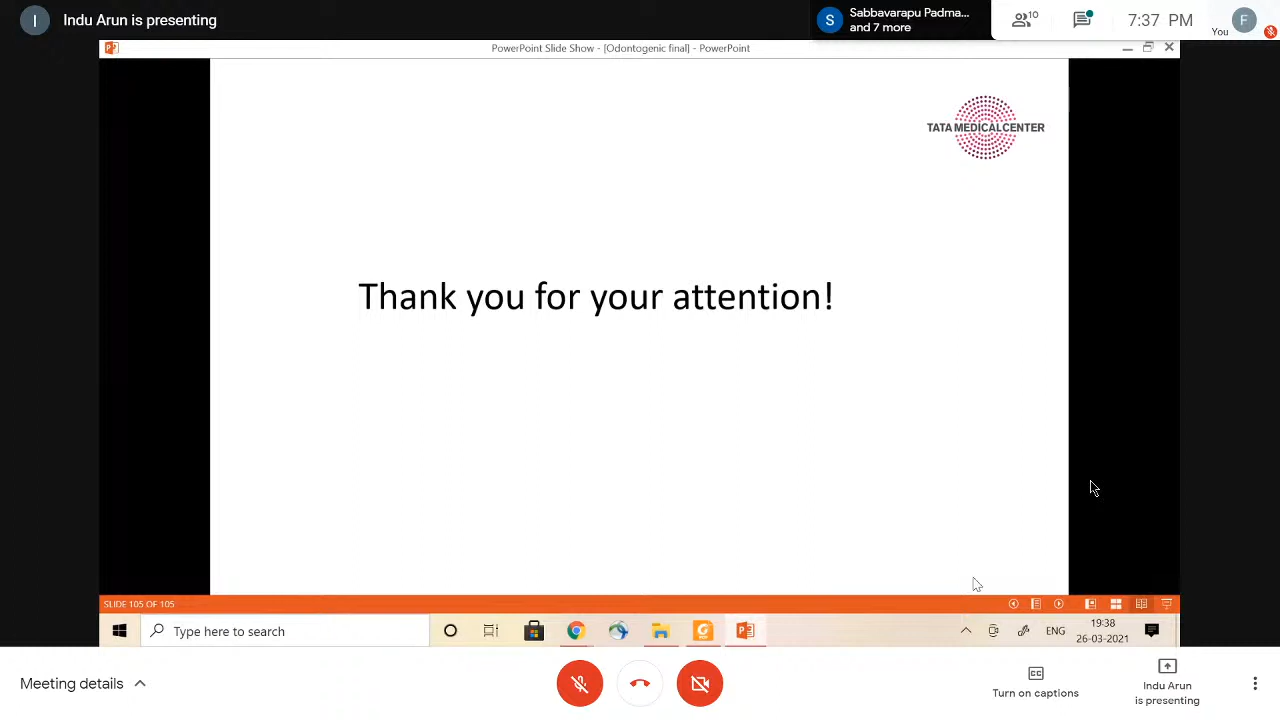 I
Indu Arun is presenting
S
Sabbavarapu Padma...
and 7 more
10
7:37 PM
F
You
PowerPoint Slide Show - [Odontogenic final] - PowerPoint
TATA MEDICAL CENTER
Thank you for your attention!
SLIDE 105 OF 105
Type here to search
ENG
19:38
26-03-2021
Meeting details
CC
Turn on captions
Indu Arun
is presenting